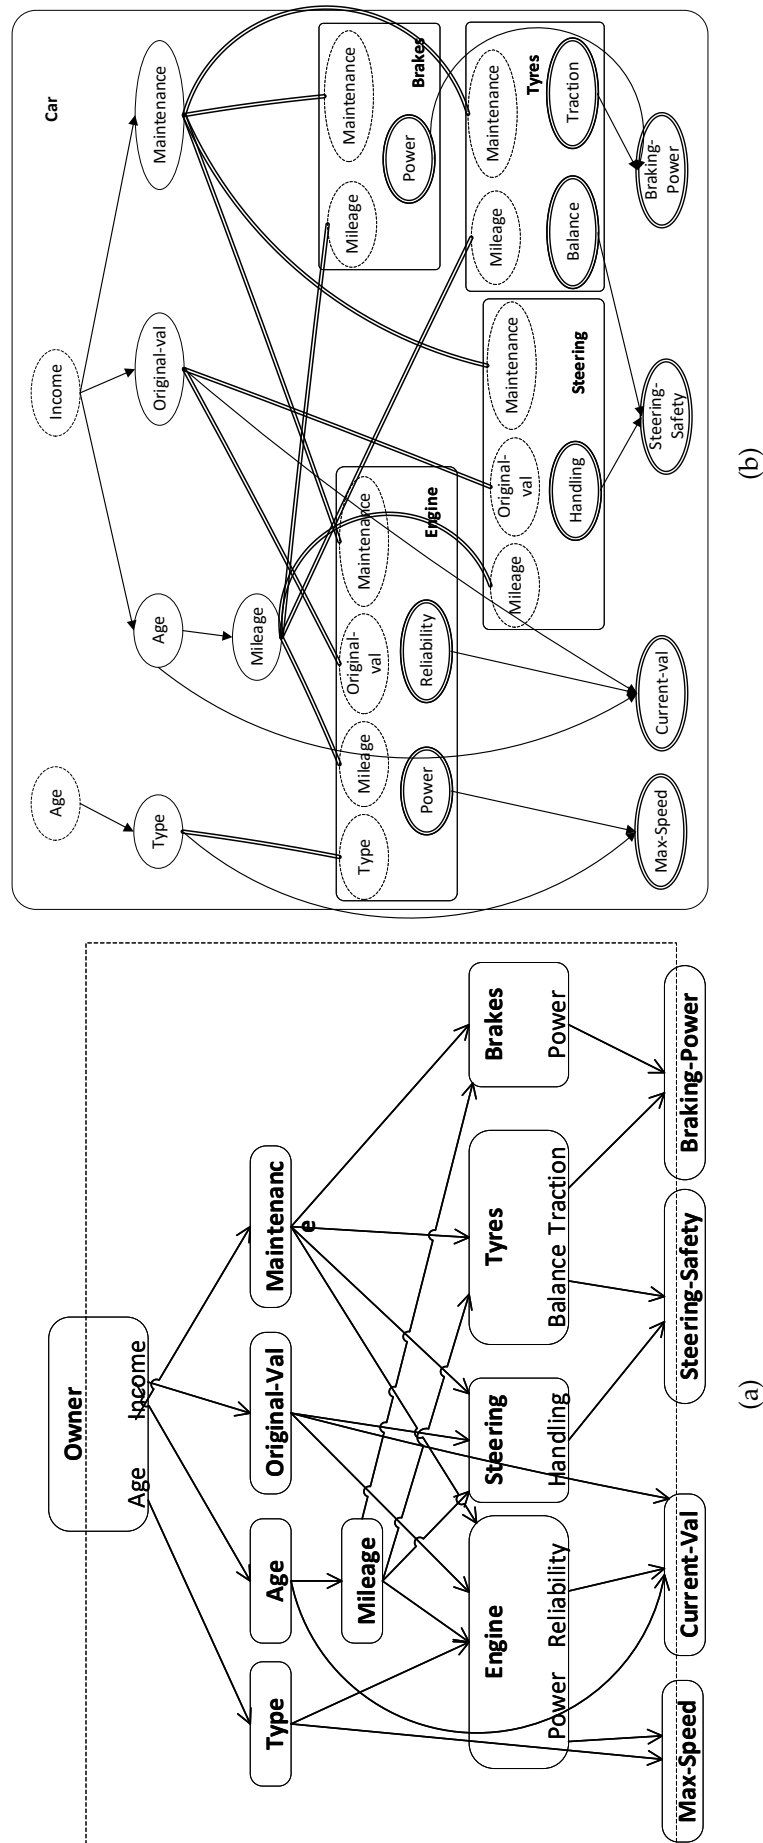 Owner
Age Income
Type
Age
Original-Val
Maintenanc
e
Mileage
Engine
Power Reliability
Steering
Handling
Tyres
Balance Traction
Brakes
Power
Max-Speed
Current-Val
Steering-Safety
Braking-Power
(a)
Car
Age
Income
Type
Age
Original-val
Maintenance
Mileage
Type
Mileage
Original-
val
Maintenance
Engine
Power
Reliability
Mileage
Original-
val
Maintenance
Steering
Handling
Mileage
Maintenance
Brakes
Power
Mileage
Maintenance
Tyres
Balance
Traction
Max-Speed
Current-val
Steering-
Safety
Braking-
Power
(b)